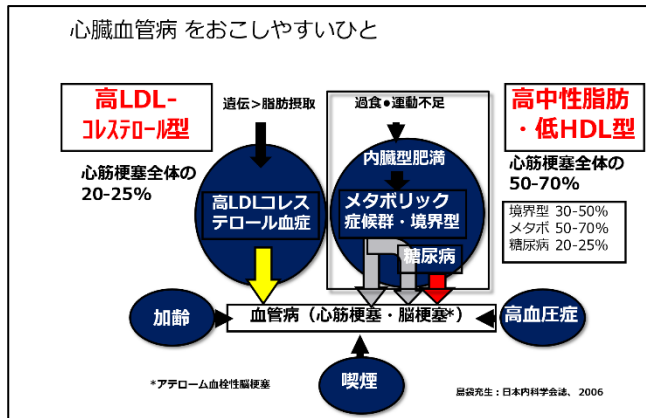 心臓血管病 をおこしやすいひと
高LDL-
コレステロール型
遺伝>脂肪摂取
過食●運動不足
高中性脂肪
・低HDL型
心筋梗塞全体の
20-25%
内臓型肥満
心筋梗塞全体の
50-70%
高LDLコレス
テロール血症
メタボリック
症候群・境界型
糖尿病
境界型 30-50%
メタボ 50-70%
糖尿病 20-25%
加齢
血管病（心筋梗塞・脳梗塞*）
高血圧症
*アテローム血栓性脳梗塞
喫煙
島袋充生：日本内科学会誌、2006